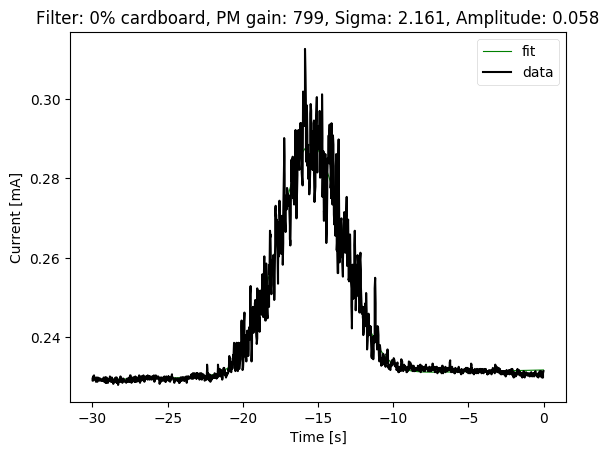 Filter: 0% cardboard, PM gain: 799, Sigma: 2.161, Amplitude: 0.058
fit
data
0.30
0.28
0.26
0.24
Current [mA]
−30
−25
−20
−15
−10
−5
0
Time [s]